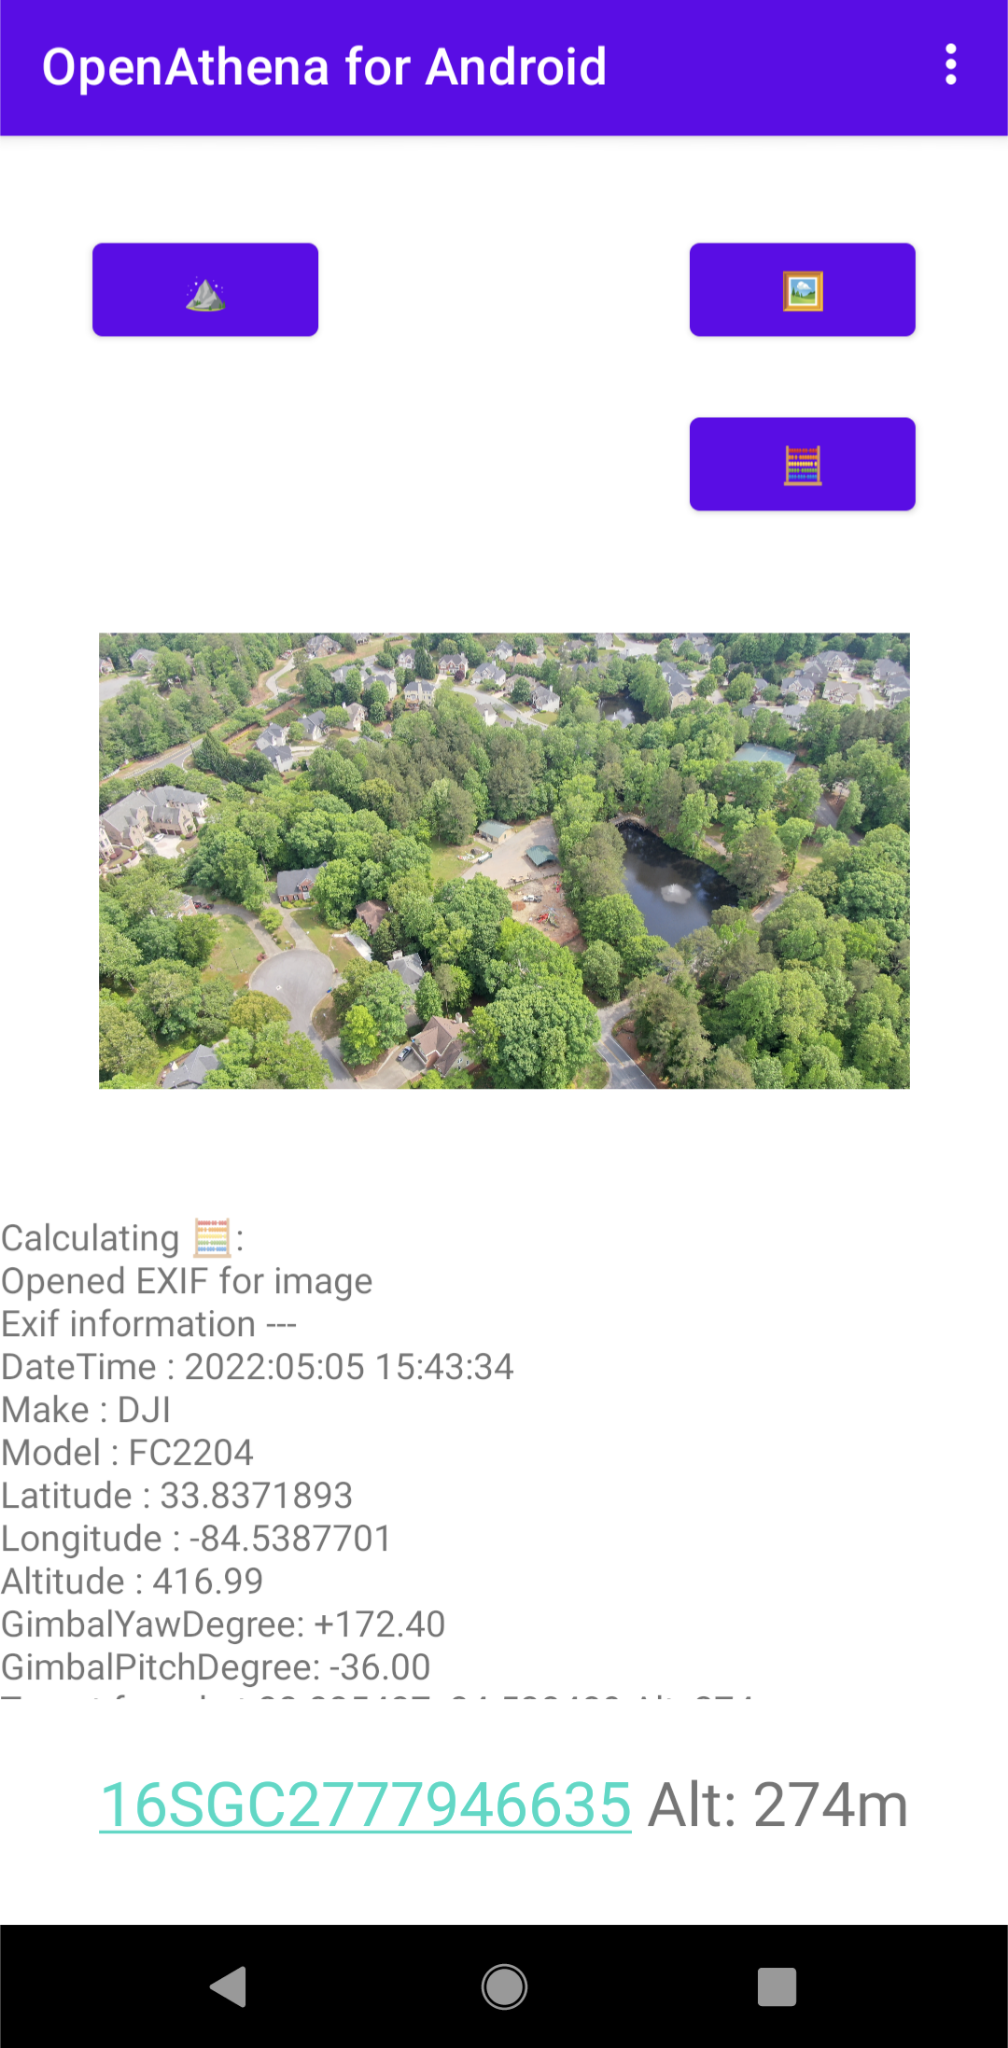 OpenAthena for Android
Calculating 🧮:
Opened EXIF for image
Exif information ---
DateTime : 2022:05:05 15:43:34
Make : DJI
Model : FC2204
Latitude : 33.8371893
Longitude : -84.5387701
Altitude : 416.99
GimbalYawDegree: +172.40
GimbalPitchDegree: -36.00
16SGC2777946635 Alt: 274m